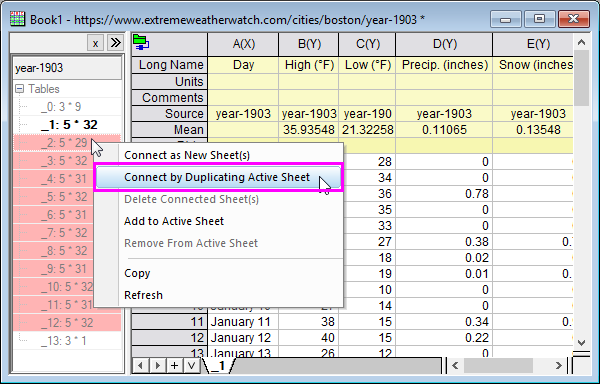 Book1 - https://www.extremeweatherwatch.com/cities/boston/year-1903 *
x
year-1903
Tables
_0: 3 * 9
_1: 5 * 32
_2: 5 * 29
_3: 5 * 32
_4: 5 * 31
_5: 5 * 32
_6: 5 * 31
_7: 5 * 32
_8: 5 * 32
_9: 5 * 31
_10: 5 * 32
_11: 5 * 31
_12: 5 * 32
_13: 3 * 1
Connect as New Sheet(s)
Connect by Duplicating Active Sheet
Delete Connected Sheet(s)
Add to Active Sheet
Remove From Active Sheet
Copy
Refresh
A(X) B(Y) C(Y) D(Y) E(Y)
Long Name Day High (°F) Low (°F) Precip. (inches) Snow (inches
Units
Comments
Source year-1903 year-1903 year-190 year-1903 year-1903
Mean 35.93548 21.32258 0.11065 0.13548
28 0
34 0
36 0.78
35 0
33 0
27 0.38 0.
18 0.02
19 0.01 0.
10 0
14 0
11 January 11 38 15 0.34 0.
12 January 12 40 15 0.22
13 January 13 26 12 0
_1